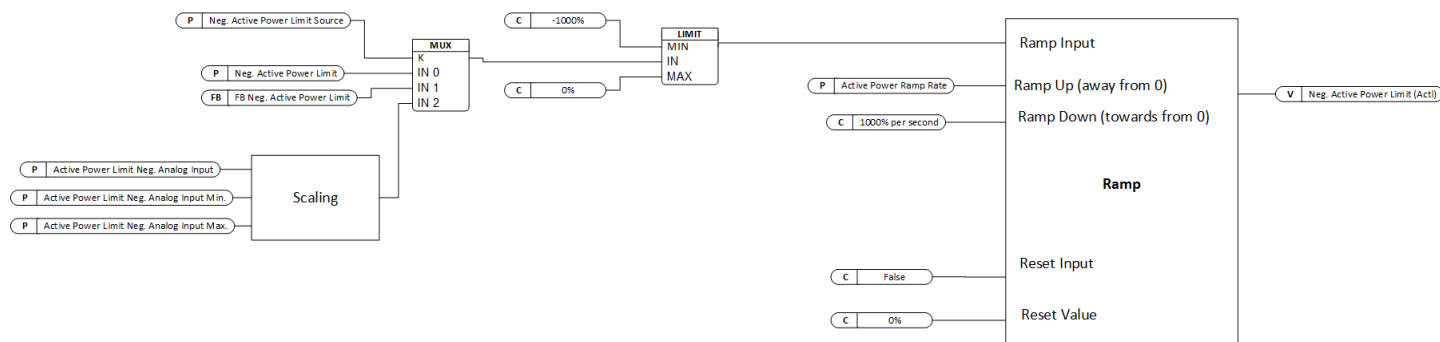 P Neg. Active Power Limit Source
C -1000%
MUX
K
IN 0
IN 1
IN 2
P Neg. Active Power Limit
FB FB Neg. Active Power Limit
LIMIT
MIN
IN
MAX
C 0%
P Active Power Limit Neg. Analog Input
P Active Power Limit Neg. Analog Input Min.
P Active Power Limit Neg. Analog Input Max.
Scaling
Ramp Input
P Active Power Ramp Rate
Ramp Up (away from 0)
C 1000% per second
Ramp Down (towards from 0)
Ramp
C False
Reset Input
C 0%
Reset Value
V Neg. Active Power Limit (Actl)